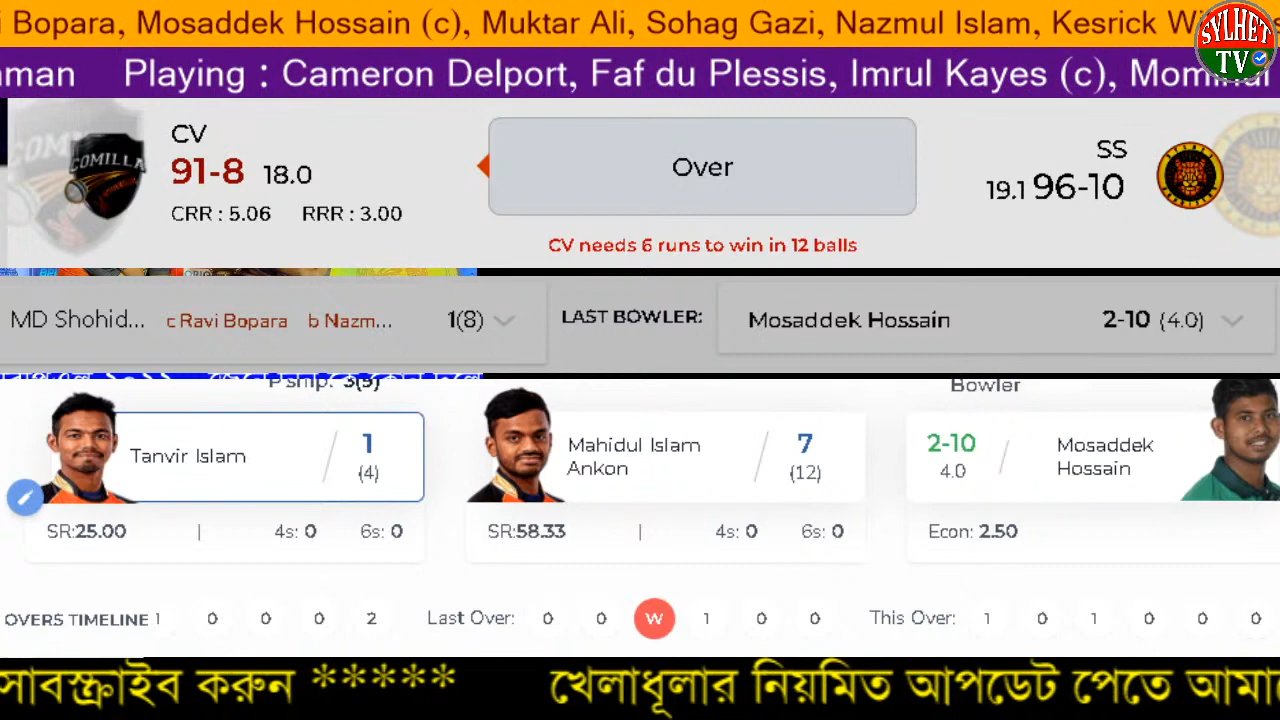 i Bopara, Mosaddek Hossain (c), Muktar Ali, Sohag Gazi, Nazmul Islam, Kesrick W
SYLHET
TV
man Playing : Cameron Delport, Faf du Plessis, Imrul Kayes (c), Mominul
COMILLA
CV
91-8 18.0
CRR : 5.06 RRR : 3.00
Over
CV needs 6 runs to win in 12 balls
SS
19.1 96-10
MD Shohid... c Ravi Bopara b Nazm... 1(8)
LAST BOWLER: Mosaddek Hossain 2-10 (4.0)
P'ship: 3(9)
Bowler
Tanvir Islam 1 (4)
SR:25.00 | 4s: 0 6s: 0
Mahidul Islam Ankon 7 (12)
SR:58.33 | 4s: 0 6s: 0
2-10 4.0 Mosaddek Hossain
Econ: 2.50
OVERS TIMELINE 1 0 0 0 2 Last Over: 0 0 W 1 0 0 This Over: 1 0 1 0 0 0
সাবস্ক্রাইব করুন ***** খেলাধূলার নিয়মিত আপডেট পেতে আমা